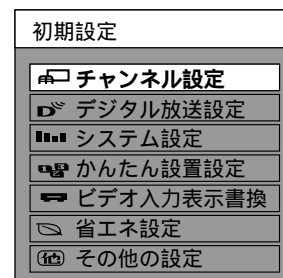 初期設定
チャンネル設定
デジタル放送設定
システム設定
かんたん設置設定
ビデオ入力表示書換
省エネ設定
他 その他の設定